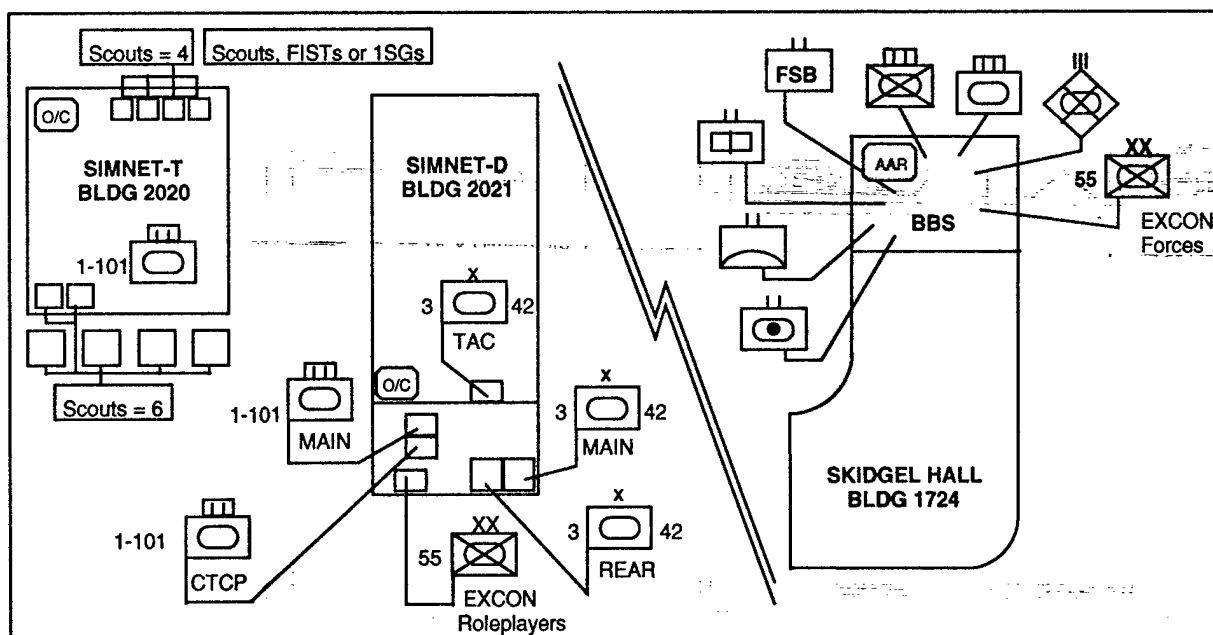 Scouts = 4
Scouts, FISTs or 1SGs
O/C
SIMNET-T
BLDG 2020
1-101
Scouts = 6
SIMNET-D
BLDG 2021
X
3
42
TAC
O/C
1-101
MAIN
X
3
42
MAIN
1-101
CTCP
XX
55
EXCON
Roleplayers
X
3
42
REAR
FSB
III
AAR
BBS
XX
55
EXCON
Forces
SKIDGEL HALL
BLDG 1724